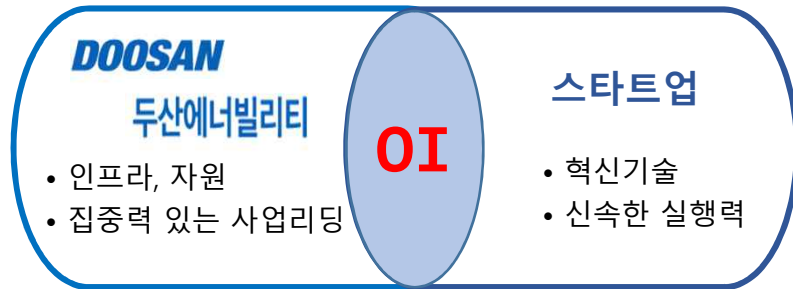 DOOSAN
두산에너빌리티
• 인프라, 자원
• 집중력 있는 사업리딩
OI
스타트업
• 혁신기술
• 신속한 실행력